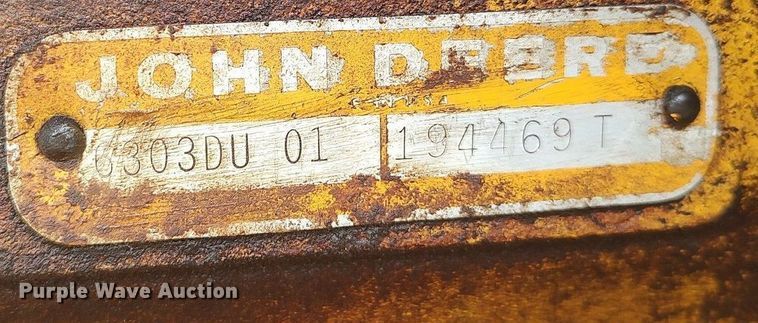 JOHN DEERE
6303DU 01 194469 T
Purple Wave Auction®